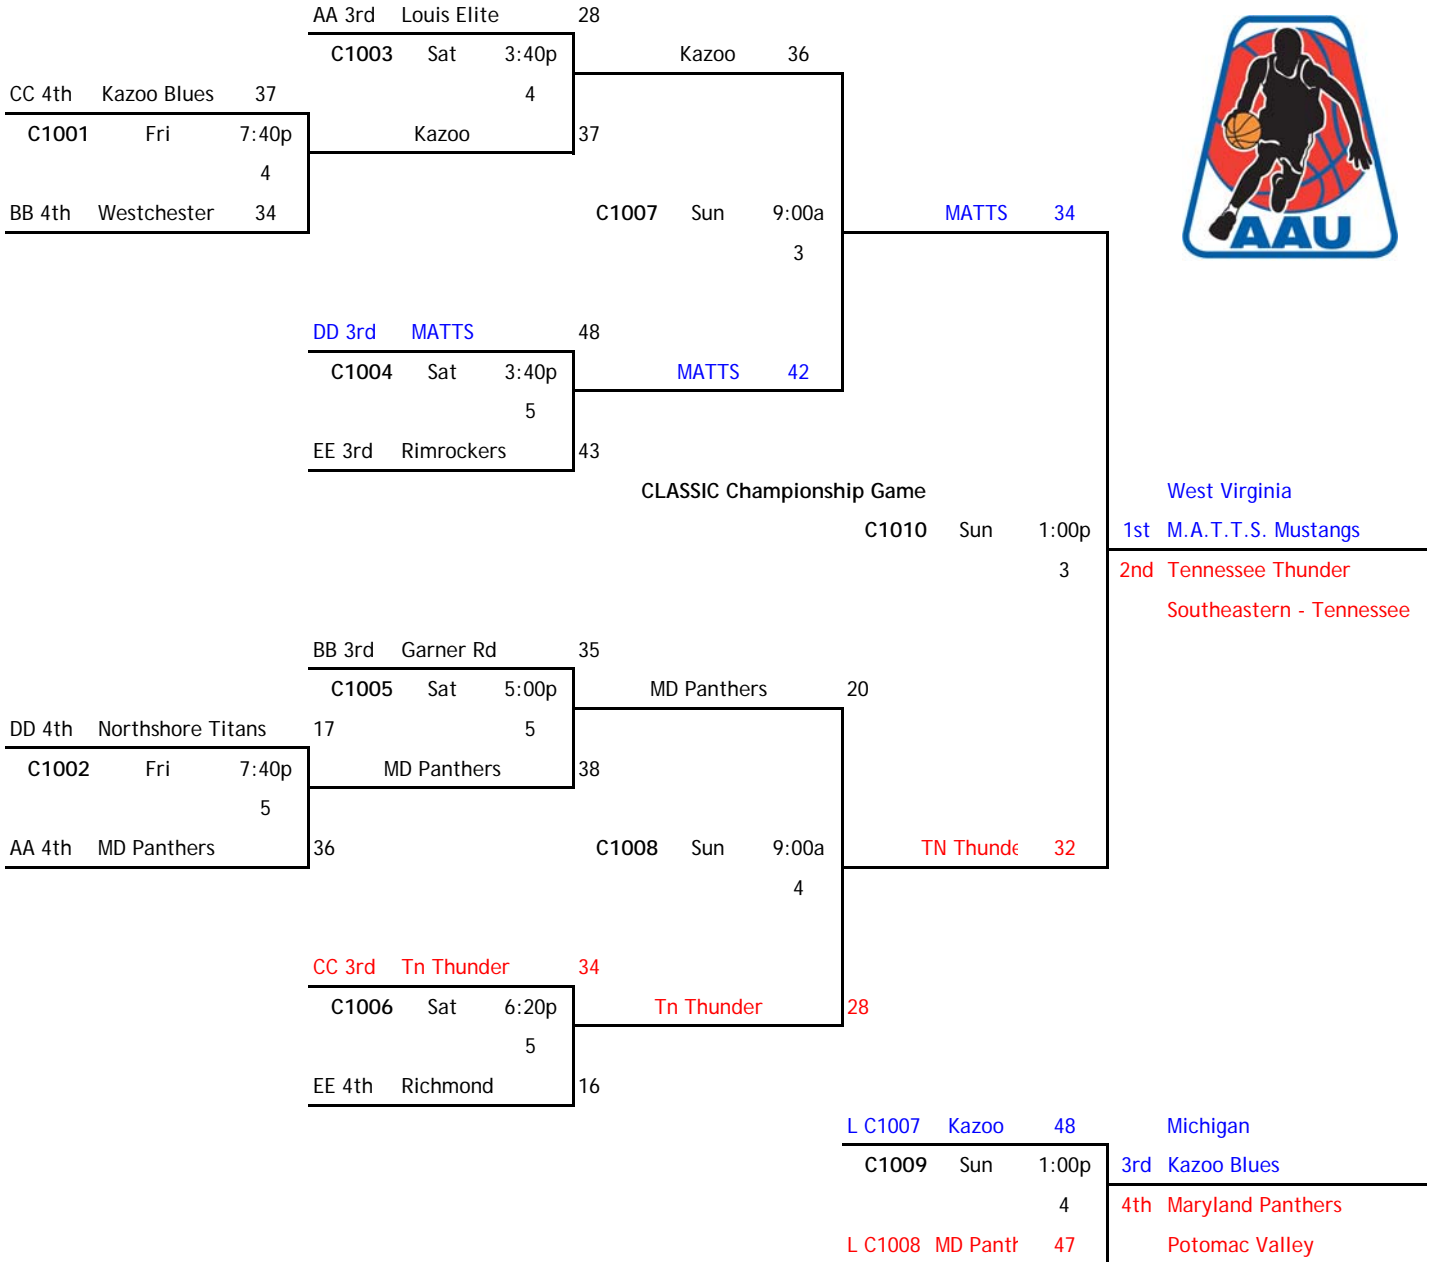 AA 3rd Louis Elite 28
C1003 Sat 3:40p Kazoo 36
CC 4th Kazoo Blues 37 4
C1001 Fri 7:40p Kazoo 37
4
BB 4th Westchester 34 C1007 Sun 9:00a MATTS 34
3
AAU
DD 3rd MATTS 48
C1004 Sat 3:40p MATTS 42
5
EE 3rd Rimrockers 43
CLASSIC Championship Game West Virginia
C1010 Sun 1:00p 1st M.A.T.T.S. Mustangs
3 2nd Tennessee Thunder
Southeastern - Tennessee
BB 3rd Garner Rd 35
C1005 Sat 5:00p MD Panthers 20
DD 4th Northshore Titans 17 5
C1002 Fri 7:40p MD Panthers 38
5
AA 4th MD Panthers 36 C1008 Sun 9:00a TN Thunde 32
4
CC 3rd Tn Thunder 34
C1006 Sat 6:20p Tn Thunder 28
5
EE 4th Richmond 16
L C1007 Kazoo 48 Michigan
C1009 Sun 1:00p 3rd Kazoo Blues
4 4th Maryland Panthers
L C1008 MD Panth 47 Potomac Valley